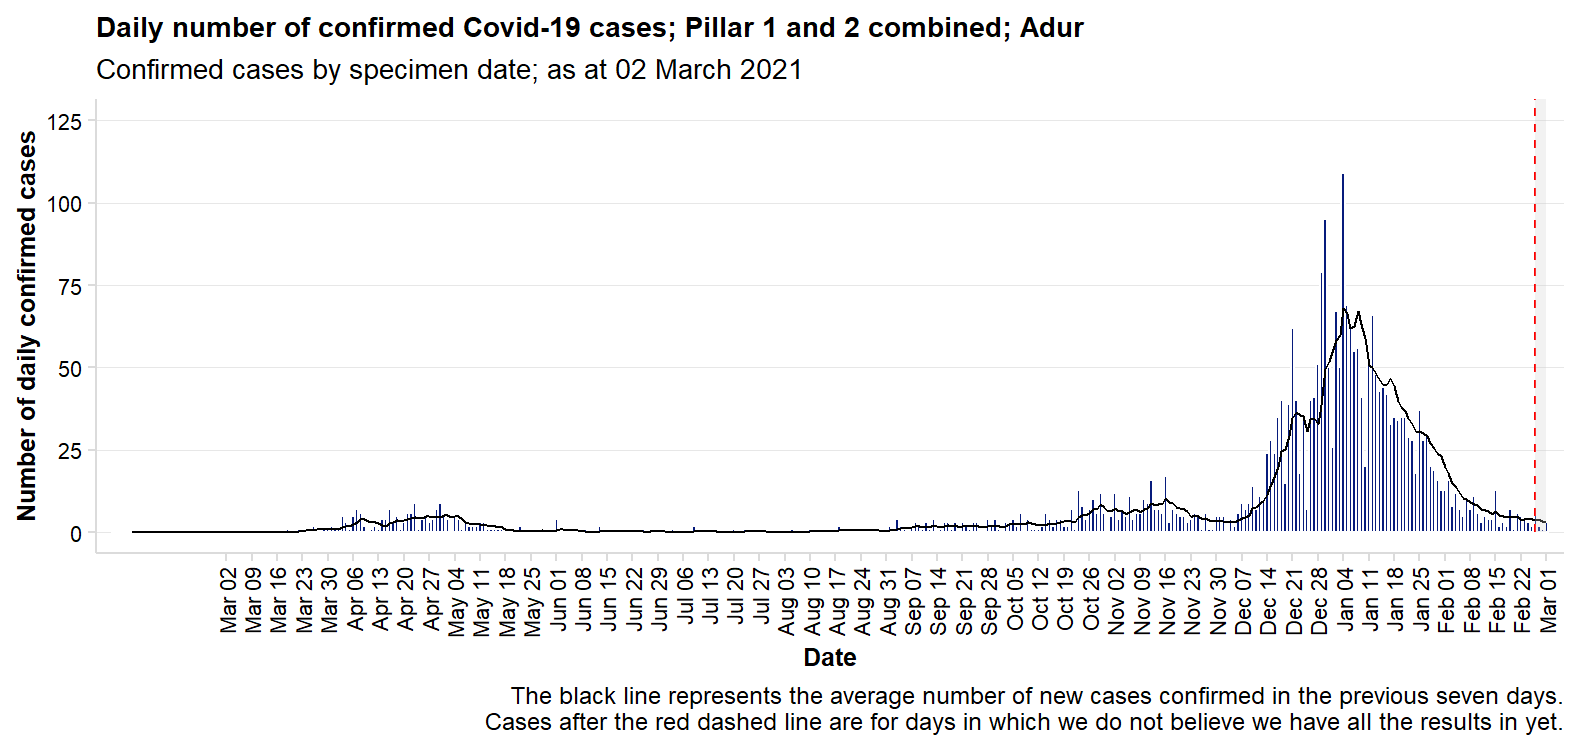 Daily number of confirmed Covid-19 cases; Pillar 1 and 2 combined; Adur
Confirmed cases by specimen date; as at 02 March 2021
Number of daily confirmed cases
125
100
75
50
25
0
Mar 02
Mar 09
Mar 16
Mar 23
Mar 30
Apr 06
Apr 13
Apr 20
Apr 27
May 04
May 11
May 18
May 25
Jun 01
Jun 08
Jun 15
Jun 22
Jun 29
Jul 06
Jul 13
Jul 20
Jul 27
Aug 03
Aug 10
Aug 17
Aug 24
Aug 31
Sep 07
Sep 14
Sep 21
Sep 28
Oct 05
Oct 12
Oct 19
Oct 26
Nov 02
Nov 09
Nov 16
Nov 23
Nov 30
Dec 07
Dec 14
Dec 21
Dec 28
Jan 04
Jan 11
Jan 18
Jan 25
Feb 01
Feb 08
Feb 15
Feb 22
Mar 01
Date
The black line represents the average number of new cases confirmed in the previous seven days.
Cases after the red dashed line are for days in which we do not believe we have all the results in yet.